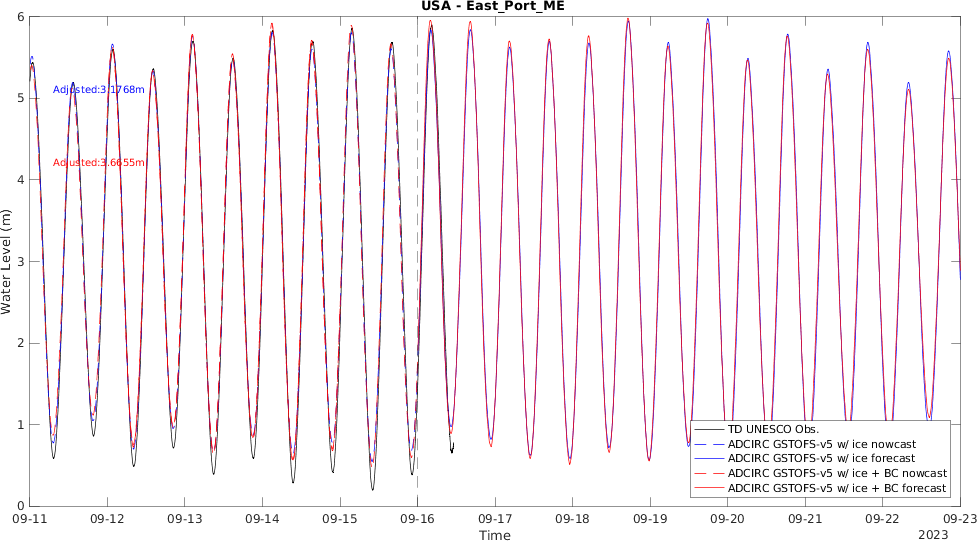 USA - East_Port_ME
6
5
4
3
2
1
0
Water Level (m)
Adjusted:3.1768m
Adjusted:3.6655m
TD UNESCO Obs.
ADCIRC GSTOFS-v5 w/ ice nowcast
ADCIRC GSTOFS-v5 w/ ice forecast
ADCIRC GSTOFS-v5 w/ ice + BC nowcast
ADCIRC GSTOFS-v5 w/ ice + BC forecast
09-11 09-12 09-13 09-14 09-15 09-16 09-17 09-18 09-19 09-20 09-21 09-22 09-23
Time
2023